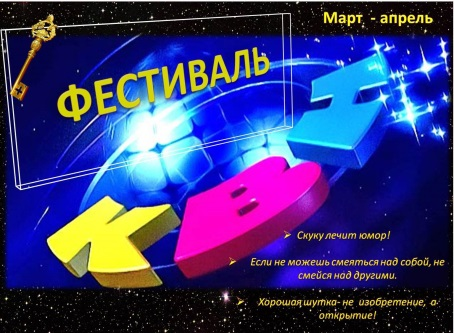 Март - апрель
ФЕСТИВАЛЬ
КВН
Скуку лечит юмор!
Если не можешь смеяться над собой, не
смейся над другими.
Хорошая шутка- не изобретение, а-
открытие!